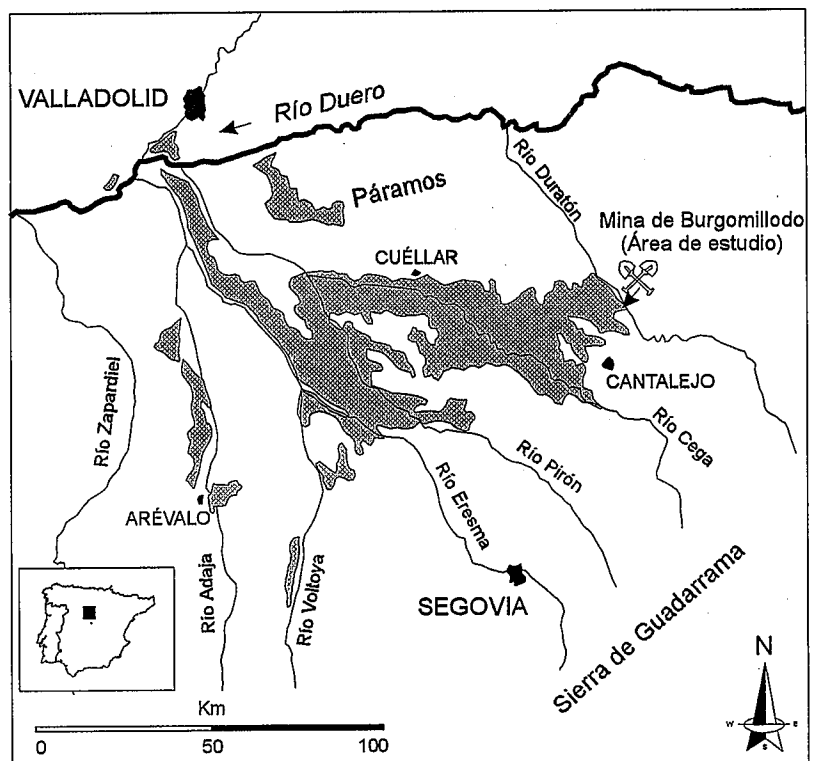 VALLADOLID
Río Duero
Río Duratón
Páramos
Mina de Burgomillodo
(Área de estudio)
CUÉLLAR
CANTALEJO
Río Zapardiel
Río Cega
Río Pirón
Río Eresma
ARÉVALO
Río Adaja
Río Voltoya
SEGOVIA
Sierra de Guadarrama
N
W E
S
Km
0 50 100